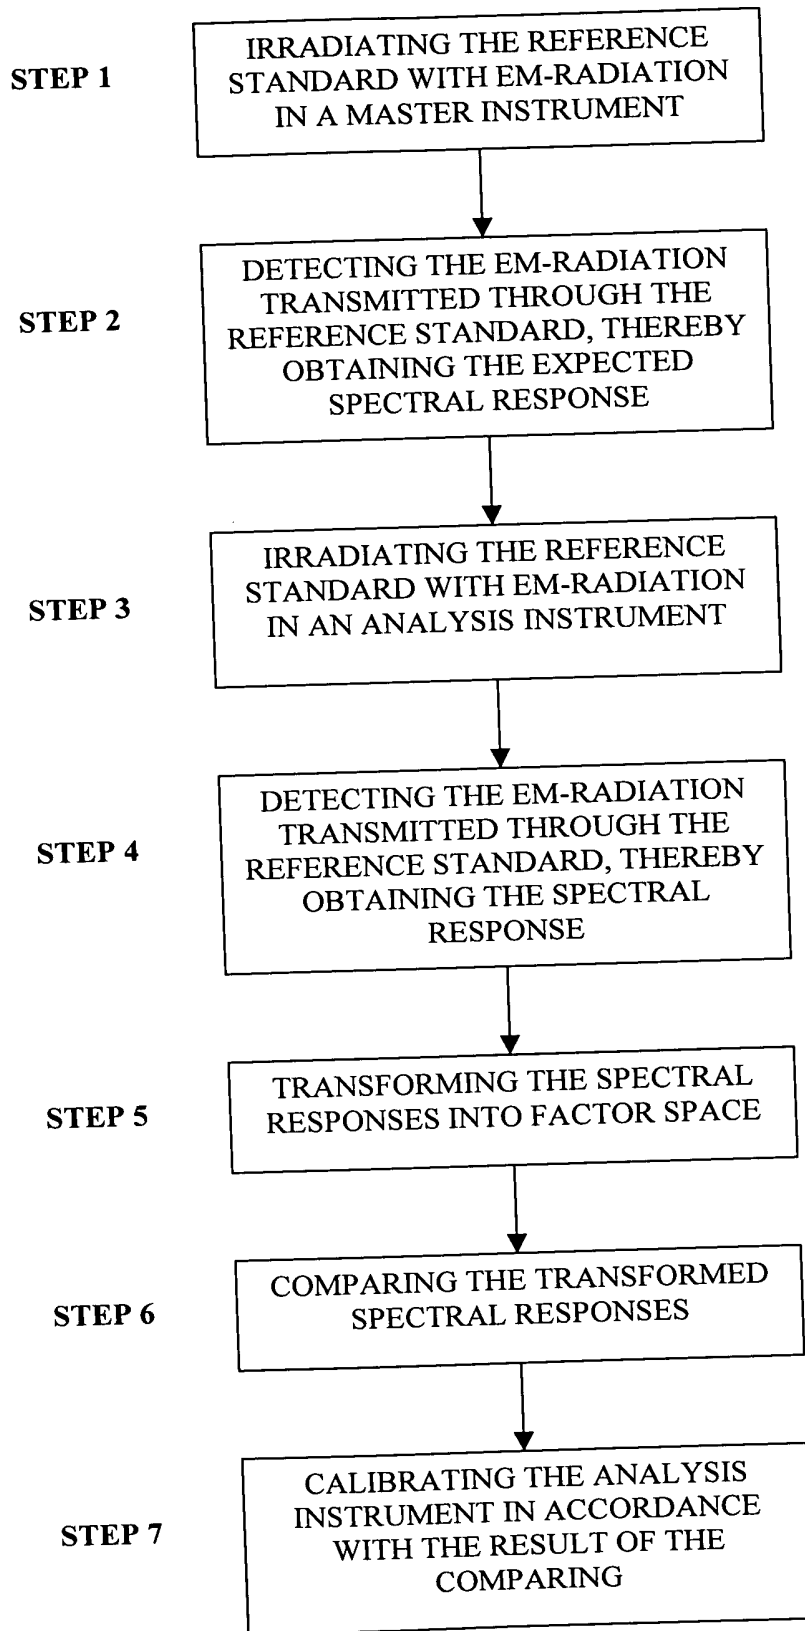 STEP 1
IRRADIATING THE REFERENCE
STANDARD WITH EM-RADIATION
IN A MASTER INSTRUMENT
STEP 2
DETECTING THE EM-RADIATION
TRANSMITTED THROUGH THE
REFERENCE STANDARD, THEREBY
OBTAINING THE EXPECTED
SPECTRAL RESPONSE
STEP 3
IRRADIATING THE REFERENCE
STANDARD WITH EM-RADIATION
IN AN ANALYSIS INSTRUMENT
STEP 4
DETECTING THE EM-RADIATION
TRANSMITTED THROUGH THE
REFERENCE STANDARD, THEREBY
OBTAINING THE SPECTRAL
RESPONSE
STEP 5
TRANSFORMING THE SPECTRAL
RESPONSES INTO FACTOR SPACE
STEP 6
COMPARING THE TRANSFORMED
SPECTRAL RESPONSES
STEP 7
CALIBRATING THE ANALYSIS
INSTRUMENT IN ACCORDANCE
WITH THE RESULT OF THE
COMPARING